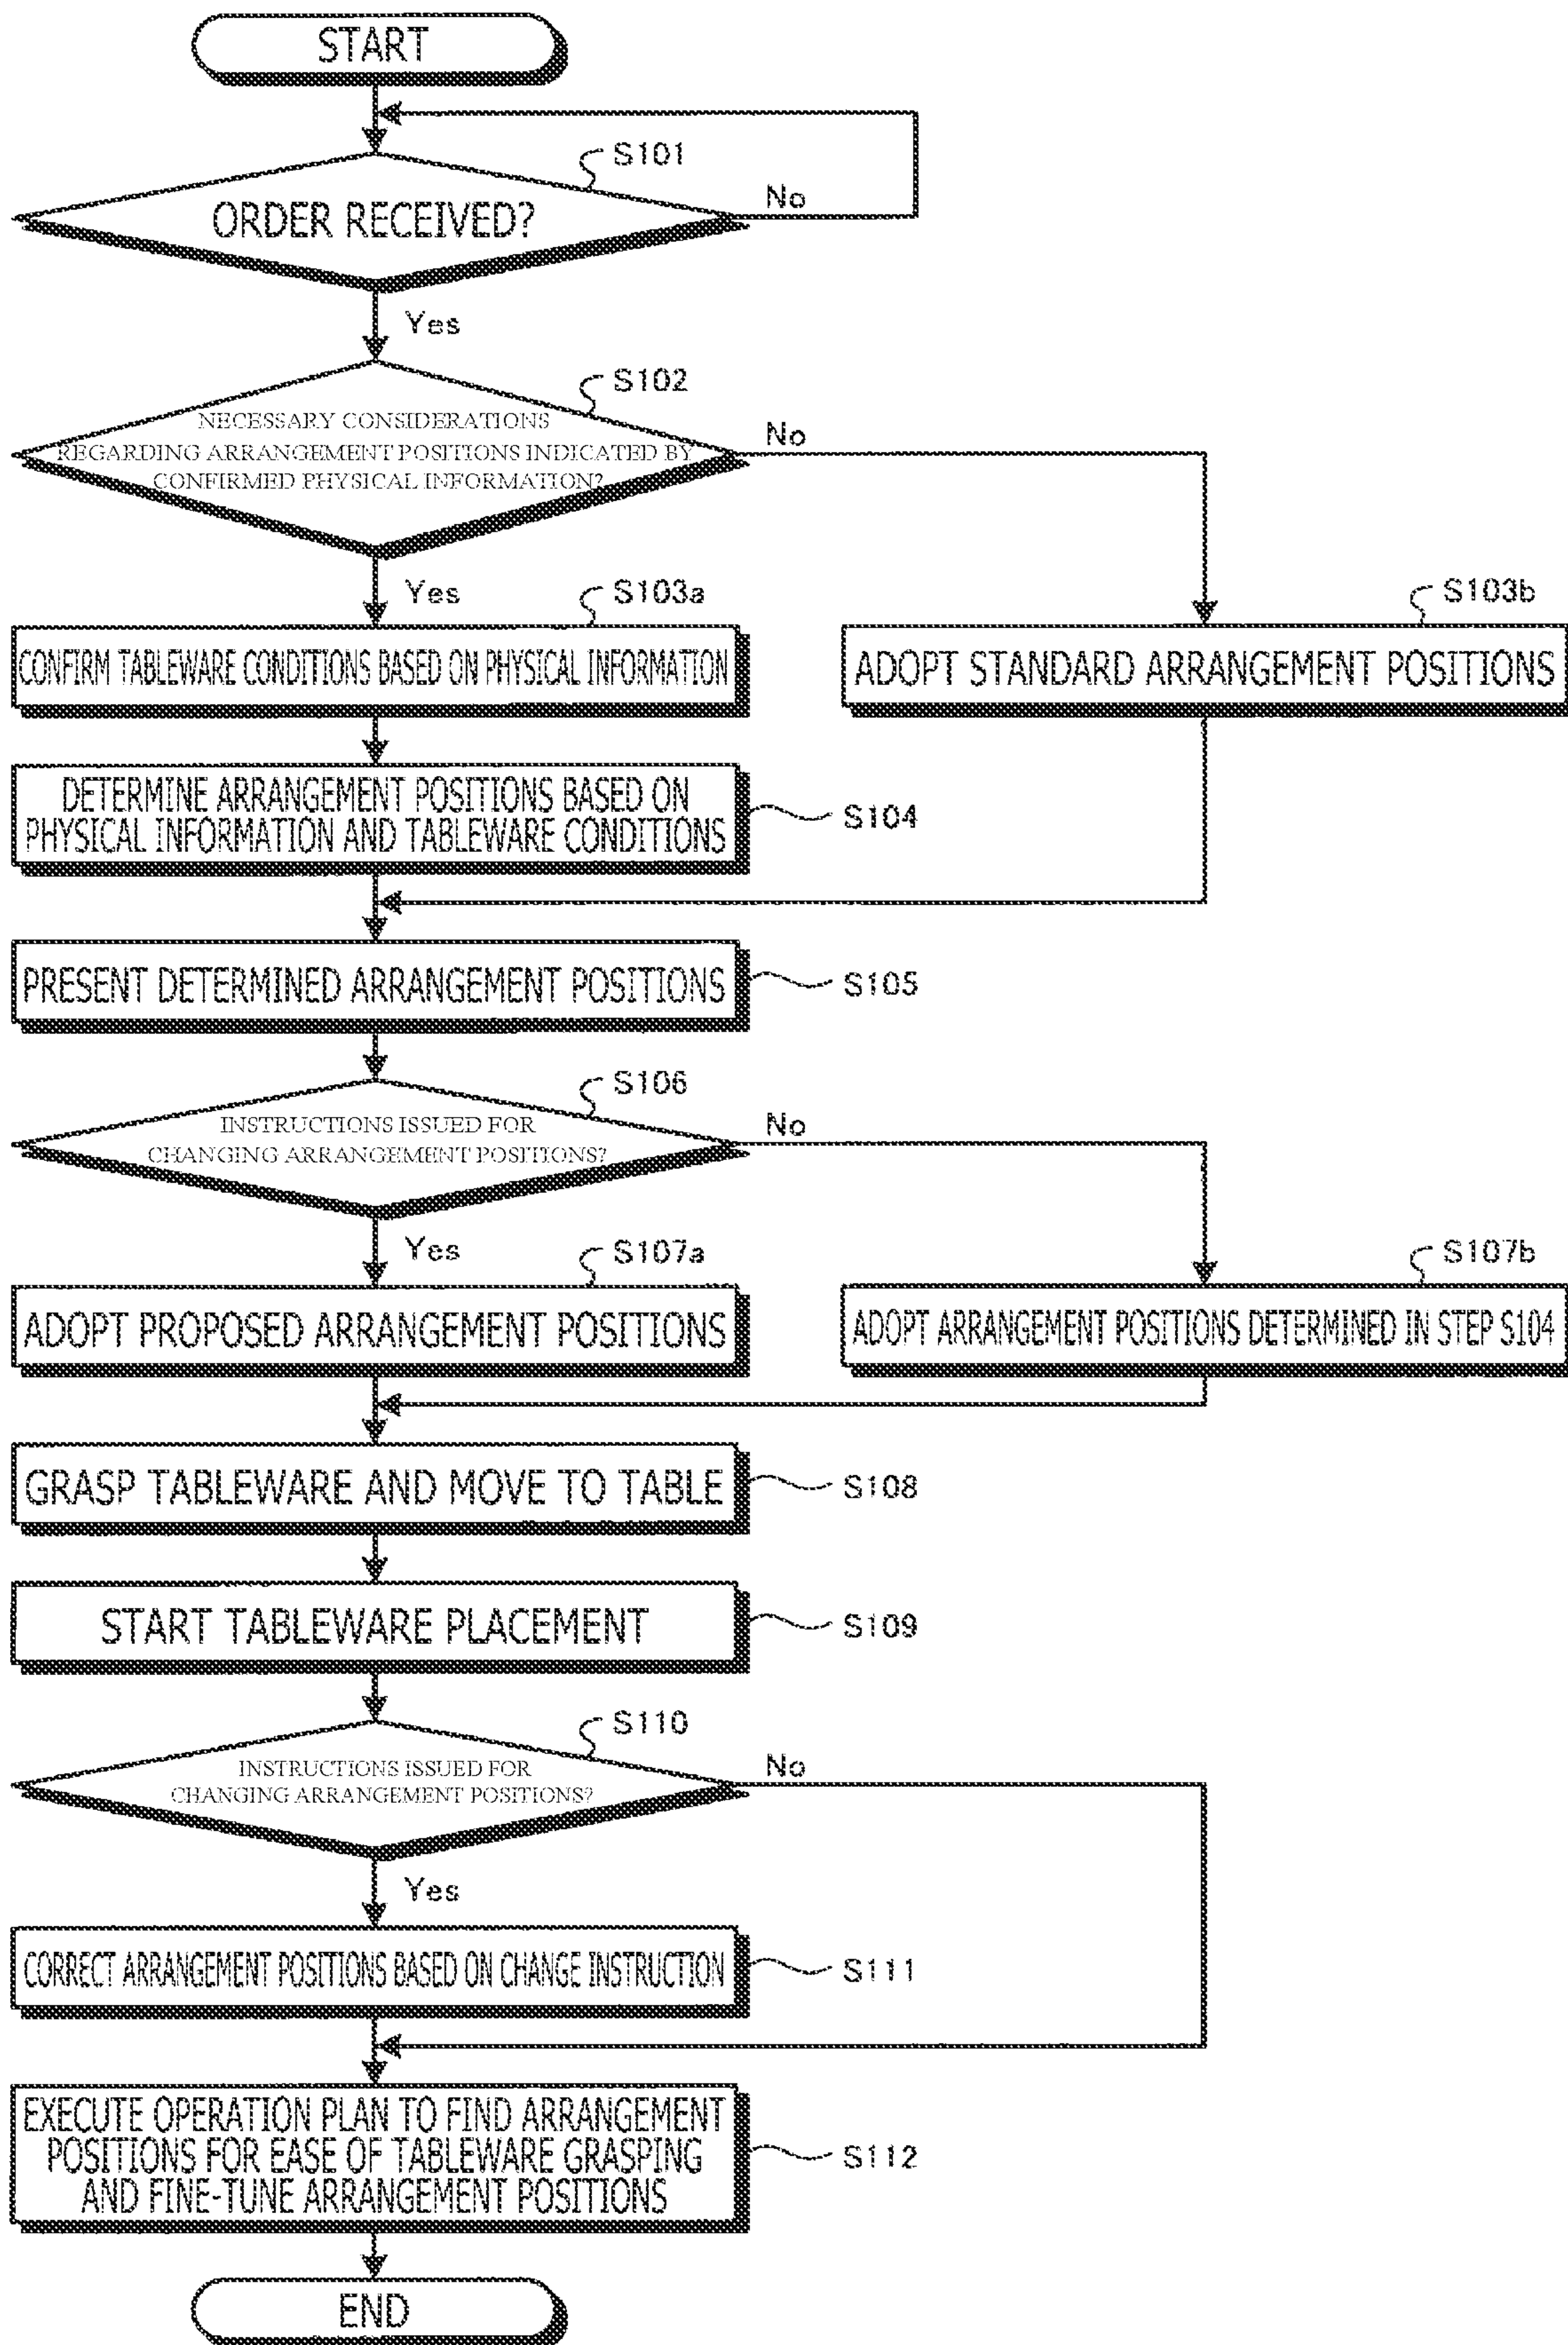 START
S101
ORDER RECEIVED?
No
Yes
S102
NECESSARY CONSIDERATIONS
REGARDING ARRANGEMENT POSITIONS INDICATED BY
CONFIRMED PHYSICAL INFORMATION?
No
Yes
S103a
CONFIRM TABLEWARE CONDITIONS BASED ON PHYSICAL INFORMATION
S103b
ADOPT STANDARD ARRANGEMENT POSITIONS
DETERMINE ARRANGEMENT POSITIONS BASED ON
PHYSICAL INFORMATION AND TABLEWARE CONDITIONS
S104
PRESENT DETERMINED ARRANGEMENT POSITIONS
S105
S106
INSTRUCTIONS ISSUED FOR
CHANGING ARRANGEMENT POSITIONS?
No
Yes
S107a
ADOPT PROPOSED ARRANGEMENT POSITIONS
S107b
ADOPT ARRANGEMENT POSITIONS DETERMINED IN STEP S104
GRASP TABLEWARE AND MOVE TO TABLE
S108
START TABLEWARE PLACEMENT
S109
S110
INSTRUCTIONS ISSUED FOR
CHANGING ARRANGEMENT POSITIONS?
No
Yes
CORRECT ARRANGEMENT POSITIONS BASED ON CHANGE INSTRUCTION
S111
EXECUTE OPERATION PLAN TO FIND ARRANGEMENT
POSITIONS FOR EASE OF TABLEWARE GRASPING
AND FINE-TUNE ARRANGEMENT POSITIONS
S112
END